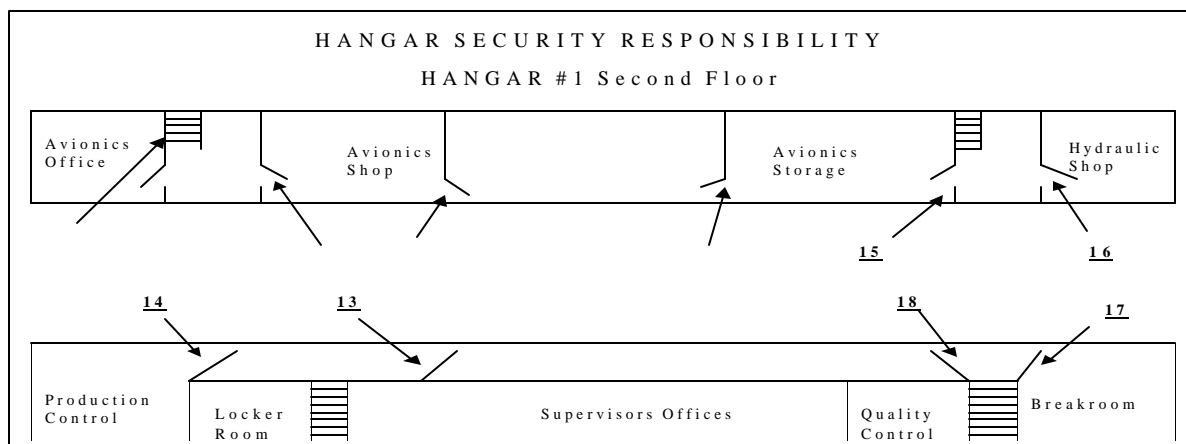 HANGAR SECURITY RESPONSIBILITY
HANGAR #1 Second Floor
Avionics
Office
Avionics
Shop
Avionics
Storage
Hydraulic
Shop
15
16
14
13
18
17
Production
Control
Locker
Room
Supervisors Offices
Quality
Control
Breakroom